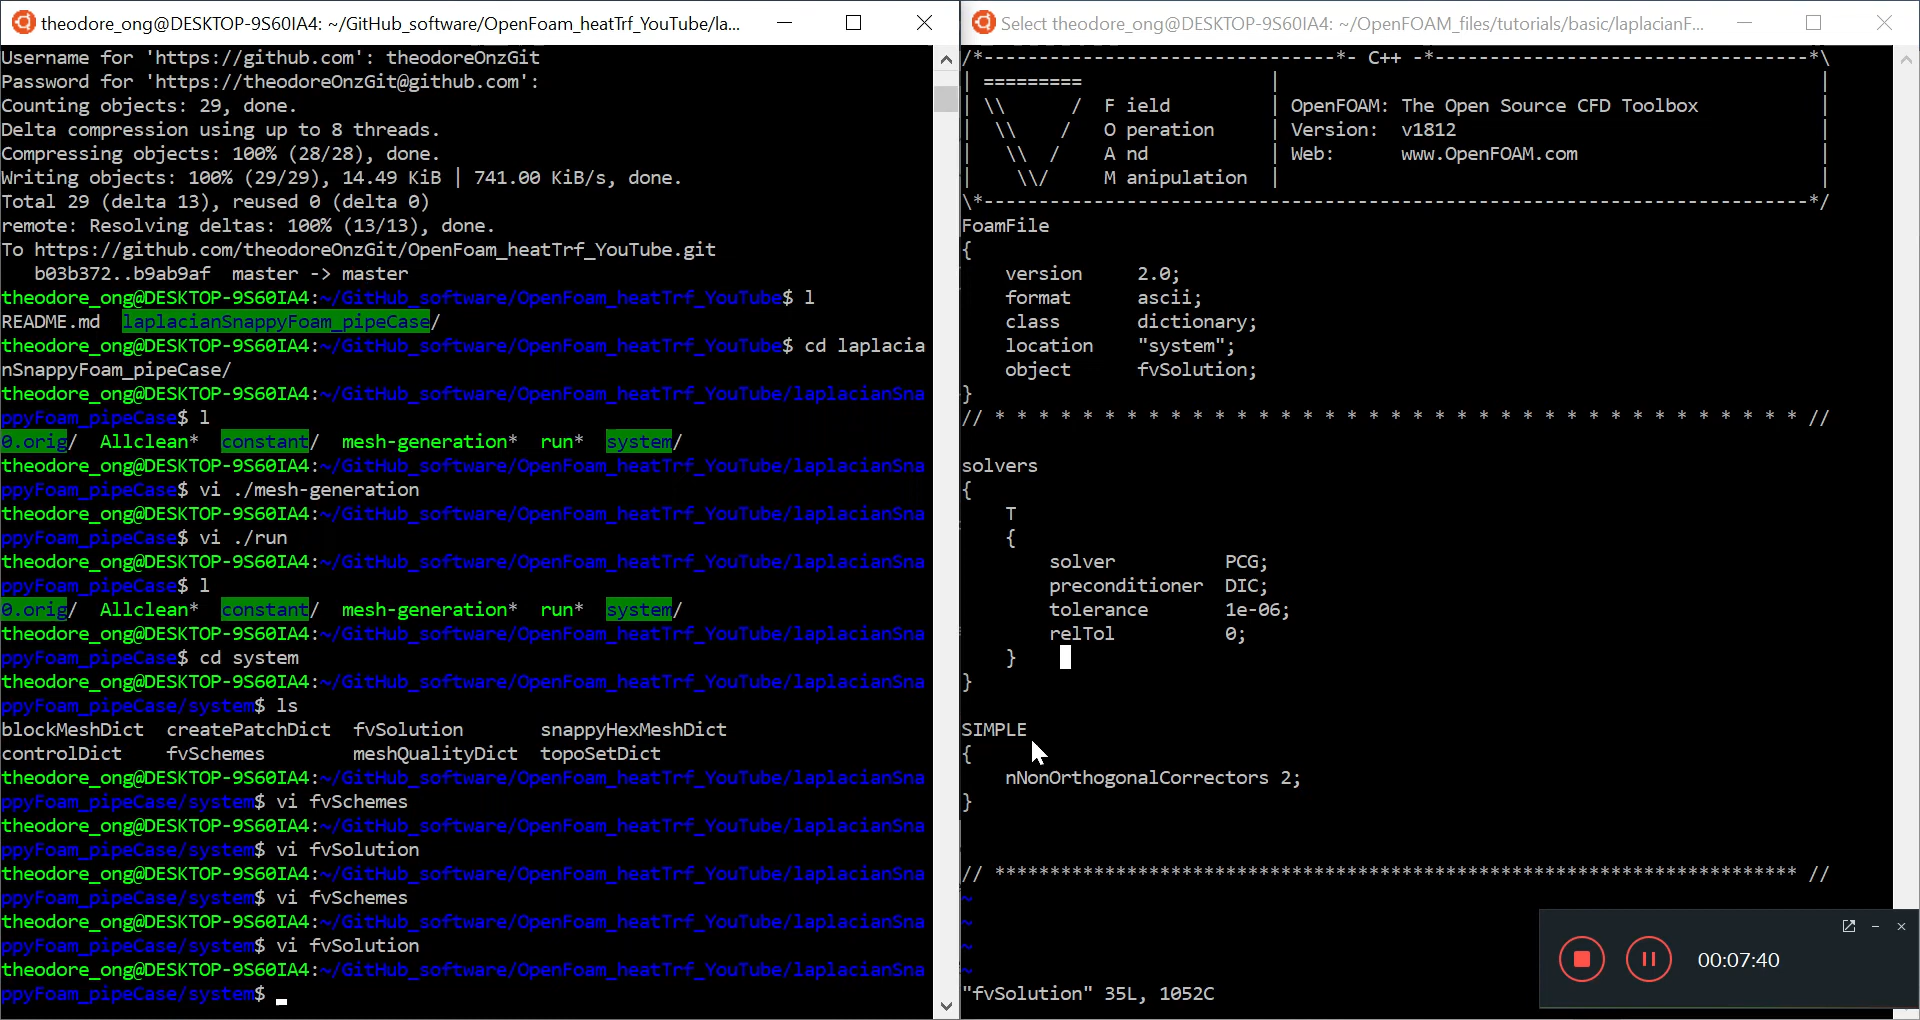 theodore_ong@DESKTOP-9S60IA4: ~/GitHub_software/OpenFoam_heatTrf_YouTube/la...
Username for 'https://github.com': theodoreOnzGit
Password for 'https://theodoreOnzGit@github.com':
Counting objects: 29, done.
Delta compression using up to 8 threads.
Compressing objects: 100% (28/28), done.
Writing objects: 100% (29/29), 14.49 KiB | 741.00 KiB/s, done.
Total 29 (delta 13), reused 0 (delta 0)
remote: Resolving deltas: 100% (13/13), done.
To https://github.com/theodoreOnzGit/OpenFoam_heatTrf_YouTube.git
   b03b372..b9ab9af  master -> master
theodore_ong@DESKTOP-9S60IA4:~/GitHub_software/OpenFoam_heatTrf_YouTube$ l
README.md  laplacianSnappyFoam_pipeCase/
theodore_ong@DESKTOP-9S60IA4:~/GitHub_software/OpenFoam_heatTrf_YouTube$ cd laplacia
nSnappyFoam_pipeCase/
theodore_ong@DESKTOP-9S60IA4:~/GitHub_software/OpenFoam_heatTrf_YouTube/laplacianSna
ppyFoam_pipeCase$ l
0.orig/  Allclean*  constant/  mesh-generation*  run*  system/
theodore_ong@DESKTOP-9S60IA4:~/GitHub_software/OpenFoam_heatTrf_YouTube/laplacianSna
ppyFoam_pipeCase$ vi ./mesh-generation
theodore_ong@DESKTOP-9S60IA4:~/GitHub_software/OpenFoam_heatTrf_YouTube/laplacianSna
ppyFoam_pipeCase$ vi ./run
theodore_ong@DESKTOP-9S60IA4:~/GitHub_software/OpenFoam_heatTrf_YouTube/laplacianSna
ppyFoam_pipeCase$ l
0.orig/  Allclean*  constant/  mesh-generation*  run*  system/
theodore_ong@DESKTOP-9S60IA4:~/GitHub_software/OpenFoam_heatTrf_YouTube/laplacianSna
ppyFoam_pipeCase$ cd system
theodore_ong@DESKTOP-9S60IA4:~/GitHub_software/OpenFoam_heatTrf_YouTube/laplacianSna
ppyFoam_pipeCase/system$ ls
blockMeshDict  createPatchDict  fvSolution       snappyHexMeshDict
controlDict    fvSchemes        meshQualityDict  topoSetDict
theodore_ong@DESKTOP-9S60IA4:~/GitHub_software/OpenFoam_heatTrf_YouTube/laplacianSna
ppyFoam_pipeCase/system$ vi fvSchemes
theodore_ong@DESKTOP-9S60IA4:~/GitHub_software/OpenFoam_heatTrf_YouTube/laplacianSna
ppyFoam_pipeCase/system$ vi fvSolution
theodore_ong@DESKTOP-9S60IA4:~/GitHub_software/OpenFoam_heatTrf_YouTube/laplacianSna
ppyFoam_pipeCase/system$ vi fvSchemes
theodore_ong@DESKTOP-9S60IA4:~/GitHub_software/OpenFoam_heatTrf_YouTube/laplacianSna
ppyFoam_pipeCase/system$ vi fvSolution
theodore_ong@DESKTOP-9S60IA4:~/GitHub_software/OpenFoam_heatTrf_YouTube/laplacianSna
ppyFoam_pipeCase/system$
Select theodore_ong@DESKTOP-9S60IA4: ~/OpenFOAM_files/tutorials/basic/laplacianF...
/*--------------------------------*- C++ -*----------------------------------*\
| =========                 |                                                 |
| \\      /  F ield         | OpenFOAM: The Open Source CFD Toolbox           |
|  \\    /   O peration     | Version:  v1812                                 |
|   \\  /    A nd           | Web:      www.OpenFOAM.com                      |
|    \\/     M anipulation  |                                                 |
\*---------------------------------------------------------------------------*/
FoamFile
{
    version     2.0;
    format      ascii;
    class       dictionary;
    location    "system";
    object      fvSolution;
}
// * * * * * * * * * * * * * * * * * * * * * * * * * * * * * * * * * * * * * //
solvers
{
    T
    {
        solver          PCG;
        preconditioner  DIC;
        tolerance       1e-06;
        relTol          0;
    }
}
SIMPLE
{
    nNonOrthogonalCorrectors 2;
}
// ************************************************************************* //
~
~
~
~
"fvSolution" 35L, 1052C
00:07:40